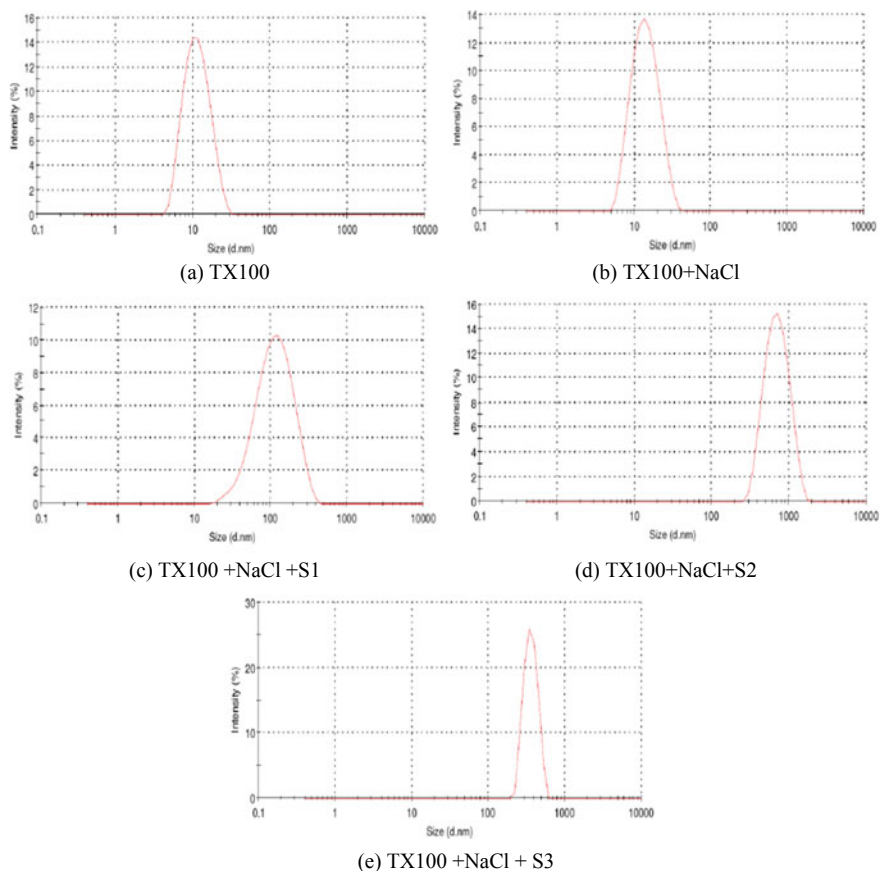 16
14
12
10
8
6
4
2
0
Intensity (%)
0.1 1 10 100 1000 10000
Size (d.nm)
(a) TX100
14
12
10
8
6
4
2
0
Intensity (%)
0.1 1 10 100 1000 10000
Size (d.nm)
(b) TX100+NaCl
12
10
8
6
4
2
0
Intensity (%)
0.1 1 10 100 1000 10000
Size (d.nm)
(c) TX100 +NaCl +S1
16
14
12
10
8
6
4
2
0
Intensity (%)
0.1 1 10 100 1000 10000
Size (d.nm)
(d) TX100+NaCl+S2
30
20
10
0
Intensity (%)
0.1 1 10 100 1000 10000
Size (d.nm)
(e) TX100 +NaCl + S3